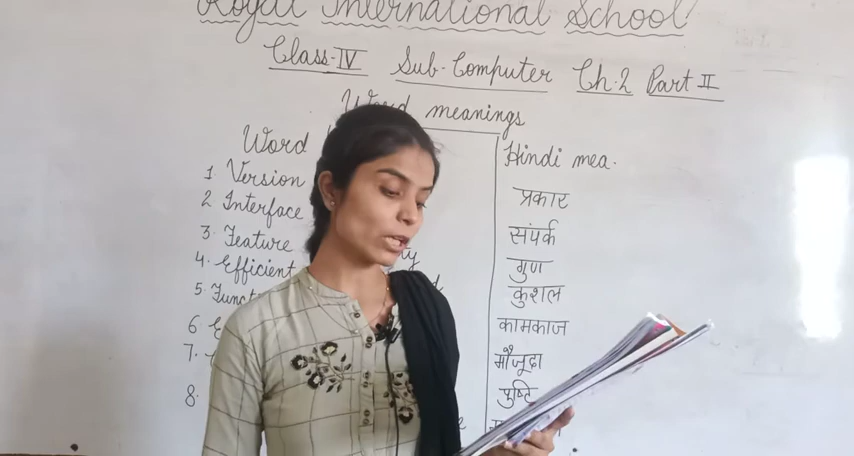 Royal International School
Class-IV Sub-Computer Ch.2 Part II
Word meanings
Word Hindi mea.
1. Version प्रकार
2 Interface संपर्क
3. Feature गुण
4. Efficient कुशल
5. कामकाज
6 मौजूदा
7. पुष्टि
8.